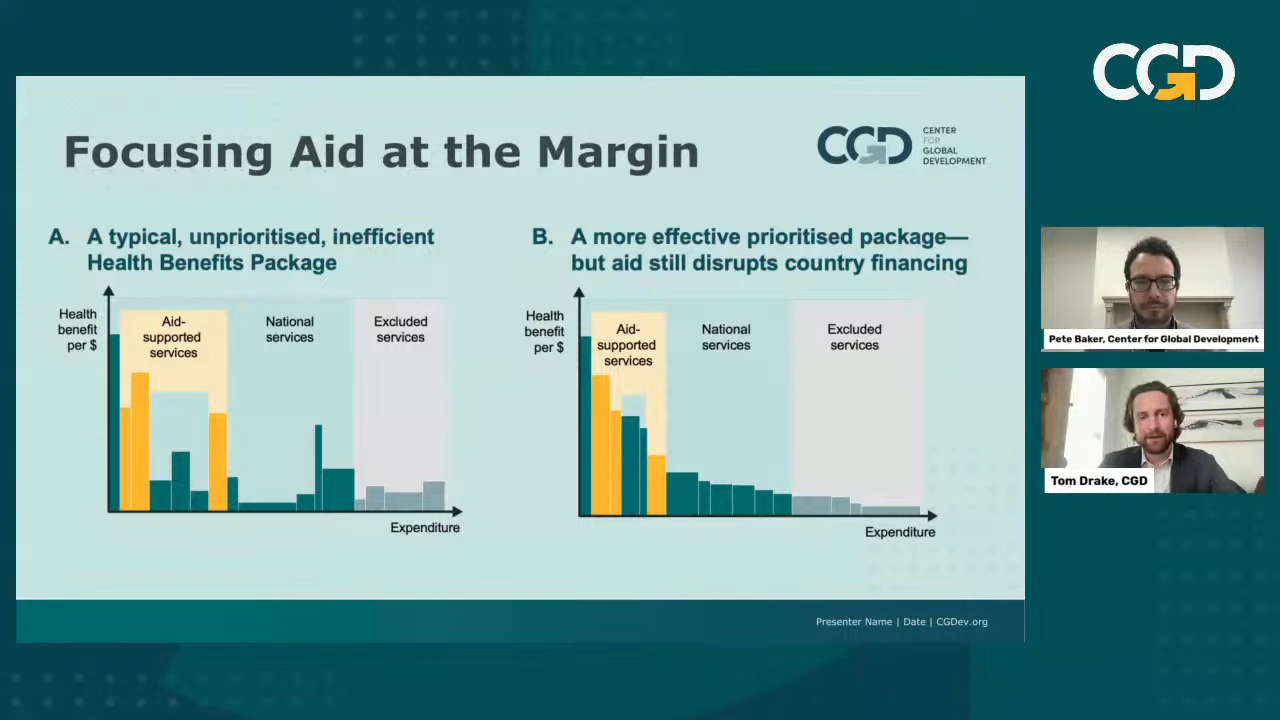 CGD
Focusing Aid at the Margin
CGD
CENTER
FOR
GLOBAL
DEVELOPMENT
A. A typical, unprioritised, inefficient
Health Benefits Package
Health
benefit
per $
Aid-
supported
services
National
services
Excluded
services
Expenditure
B. A more effective prioritised package—
but aid still disrupts country financing
Health
benefit
per $
Aid-
supported
services
National
services
Excluded
services
Expenditure
Presenter Name | Date | CGDev.org
Pete Baker, Center for Global Development
Tom Drake, CGD